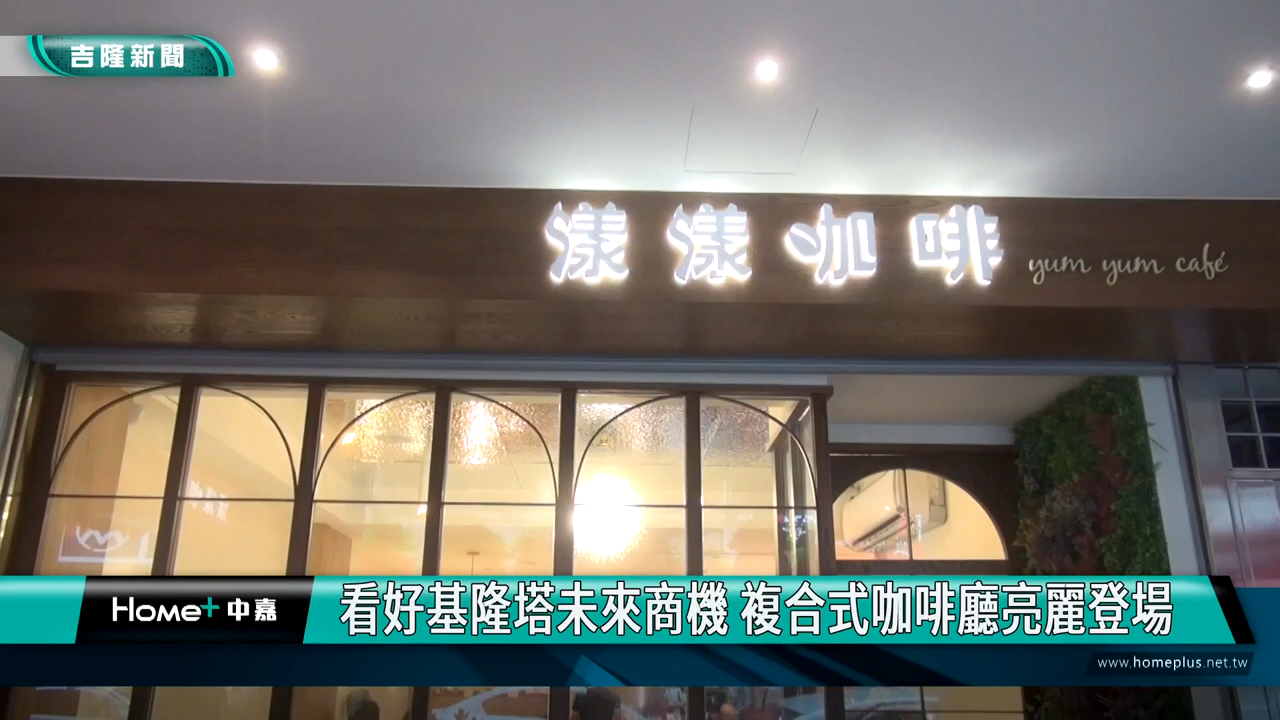 吉隆新聞
漾漾咖啡 yum yum café
Home+ 中嘉
看好基隆塔未來商機 複合式咖啡廳亮麗登場
www.homeplus.net.tw